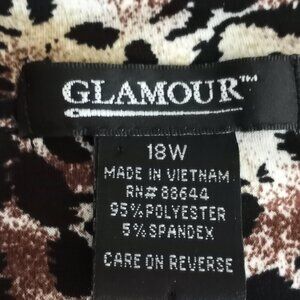 GLAMOUR™
18W
MADE IN VIETNAM
RN# 88644
95% POLYESTER
5% SPANDEX
CARE ON REVERSE